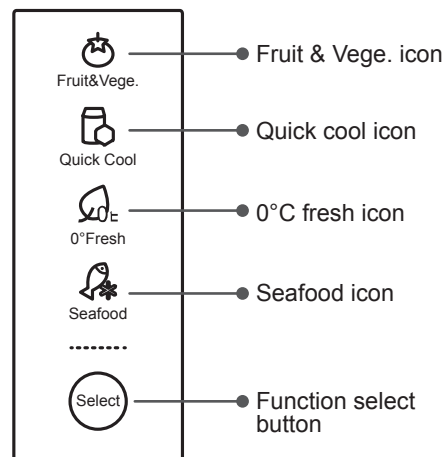 Fruit&Vege.
Fruit & Vege. icon
Quick Cool
Quick cool icon
0°Fresh
0°C fresh icon
Seafood
Seafood icon
Select
Function select
button